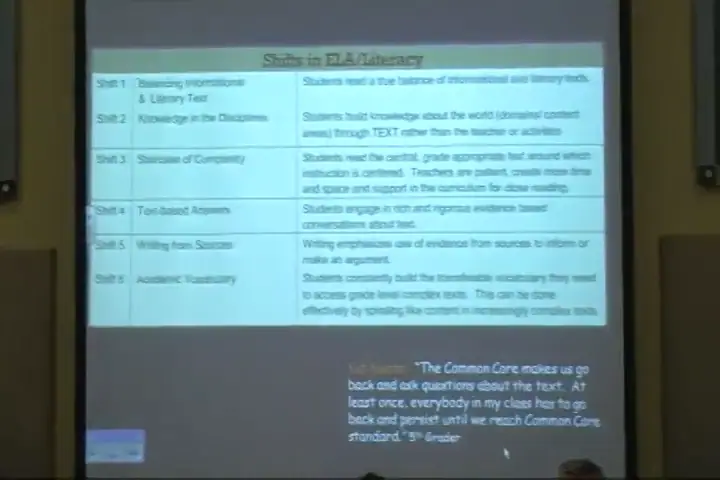 Shifts in ELA/Literacy
Shift 1 Balancing Informational & Literary Text
Students read a true balance of informational and literary texts.
Shift 2 Knowledge in the Disciplines
Students build knowledge about the world (domains/ content
areas) through TEXT rather than the teacher or activities
Shift 3 Staircase of Complexity
Students read the central, grade appropriate text around which
instruction is centered. Teachers are patient, create more time
and space and support in the curriculum for close reading.
Shift 4 Text-based Answers
Students engage in rich and rigorous evidence based
conversations about text.
Shift 5 Writing from Sources
Writing emphasizes use of evidence from sources to inform or
make an argument.
Shift 6 Academic Vocabulary
Students constantly build the transferable vocabulary they need
to access grade level complex texts. This can be done
effectively by spiraling like content in increasingly complex texts.
"The Common Core makes us go
back and ask questions about the text. At
least once, everybody in my class has to go
back and persist until we reach Common Core
standard." 5th Grader